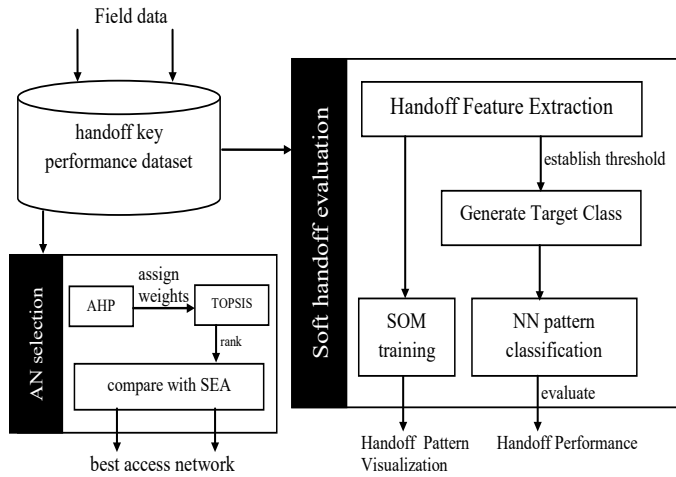 Field data
handoff key
performance dataset
AN selection
AHP
assign
weights
TOPSIS
rank
compare with SEA
best access network
Soft handoff evaluation
Handoff Feature Extraction
establish threshold
Generate Target Class
SOM
training
NN pattern
classification
evaluate
Handoff Pattern
Visualization
Handoff Performance